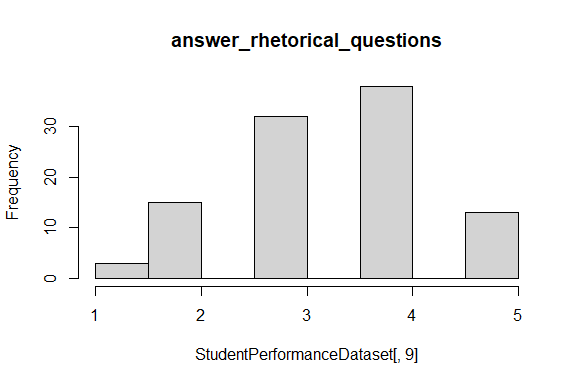 answer_rhetorical_questions
Frequency
30
20
10
0
1 2 3 4 5
StudentPerformanceDataset[, 9]